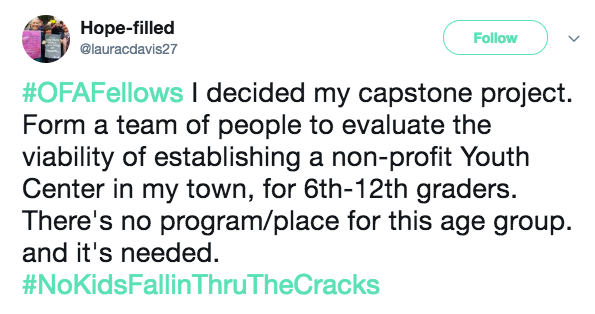 Hope-filled
@lauracdavis27
Follow
#OFAFellows I decided my capstone project.
Form a team of people to evaluate the
viability of establishing a non-profit Youth
Center in my town, for 6th-12th graders.
There's no program/place for this age group.
and it's needed.
#NoKidsFallinThruTheCracks